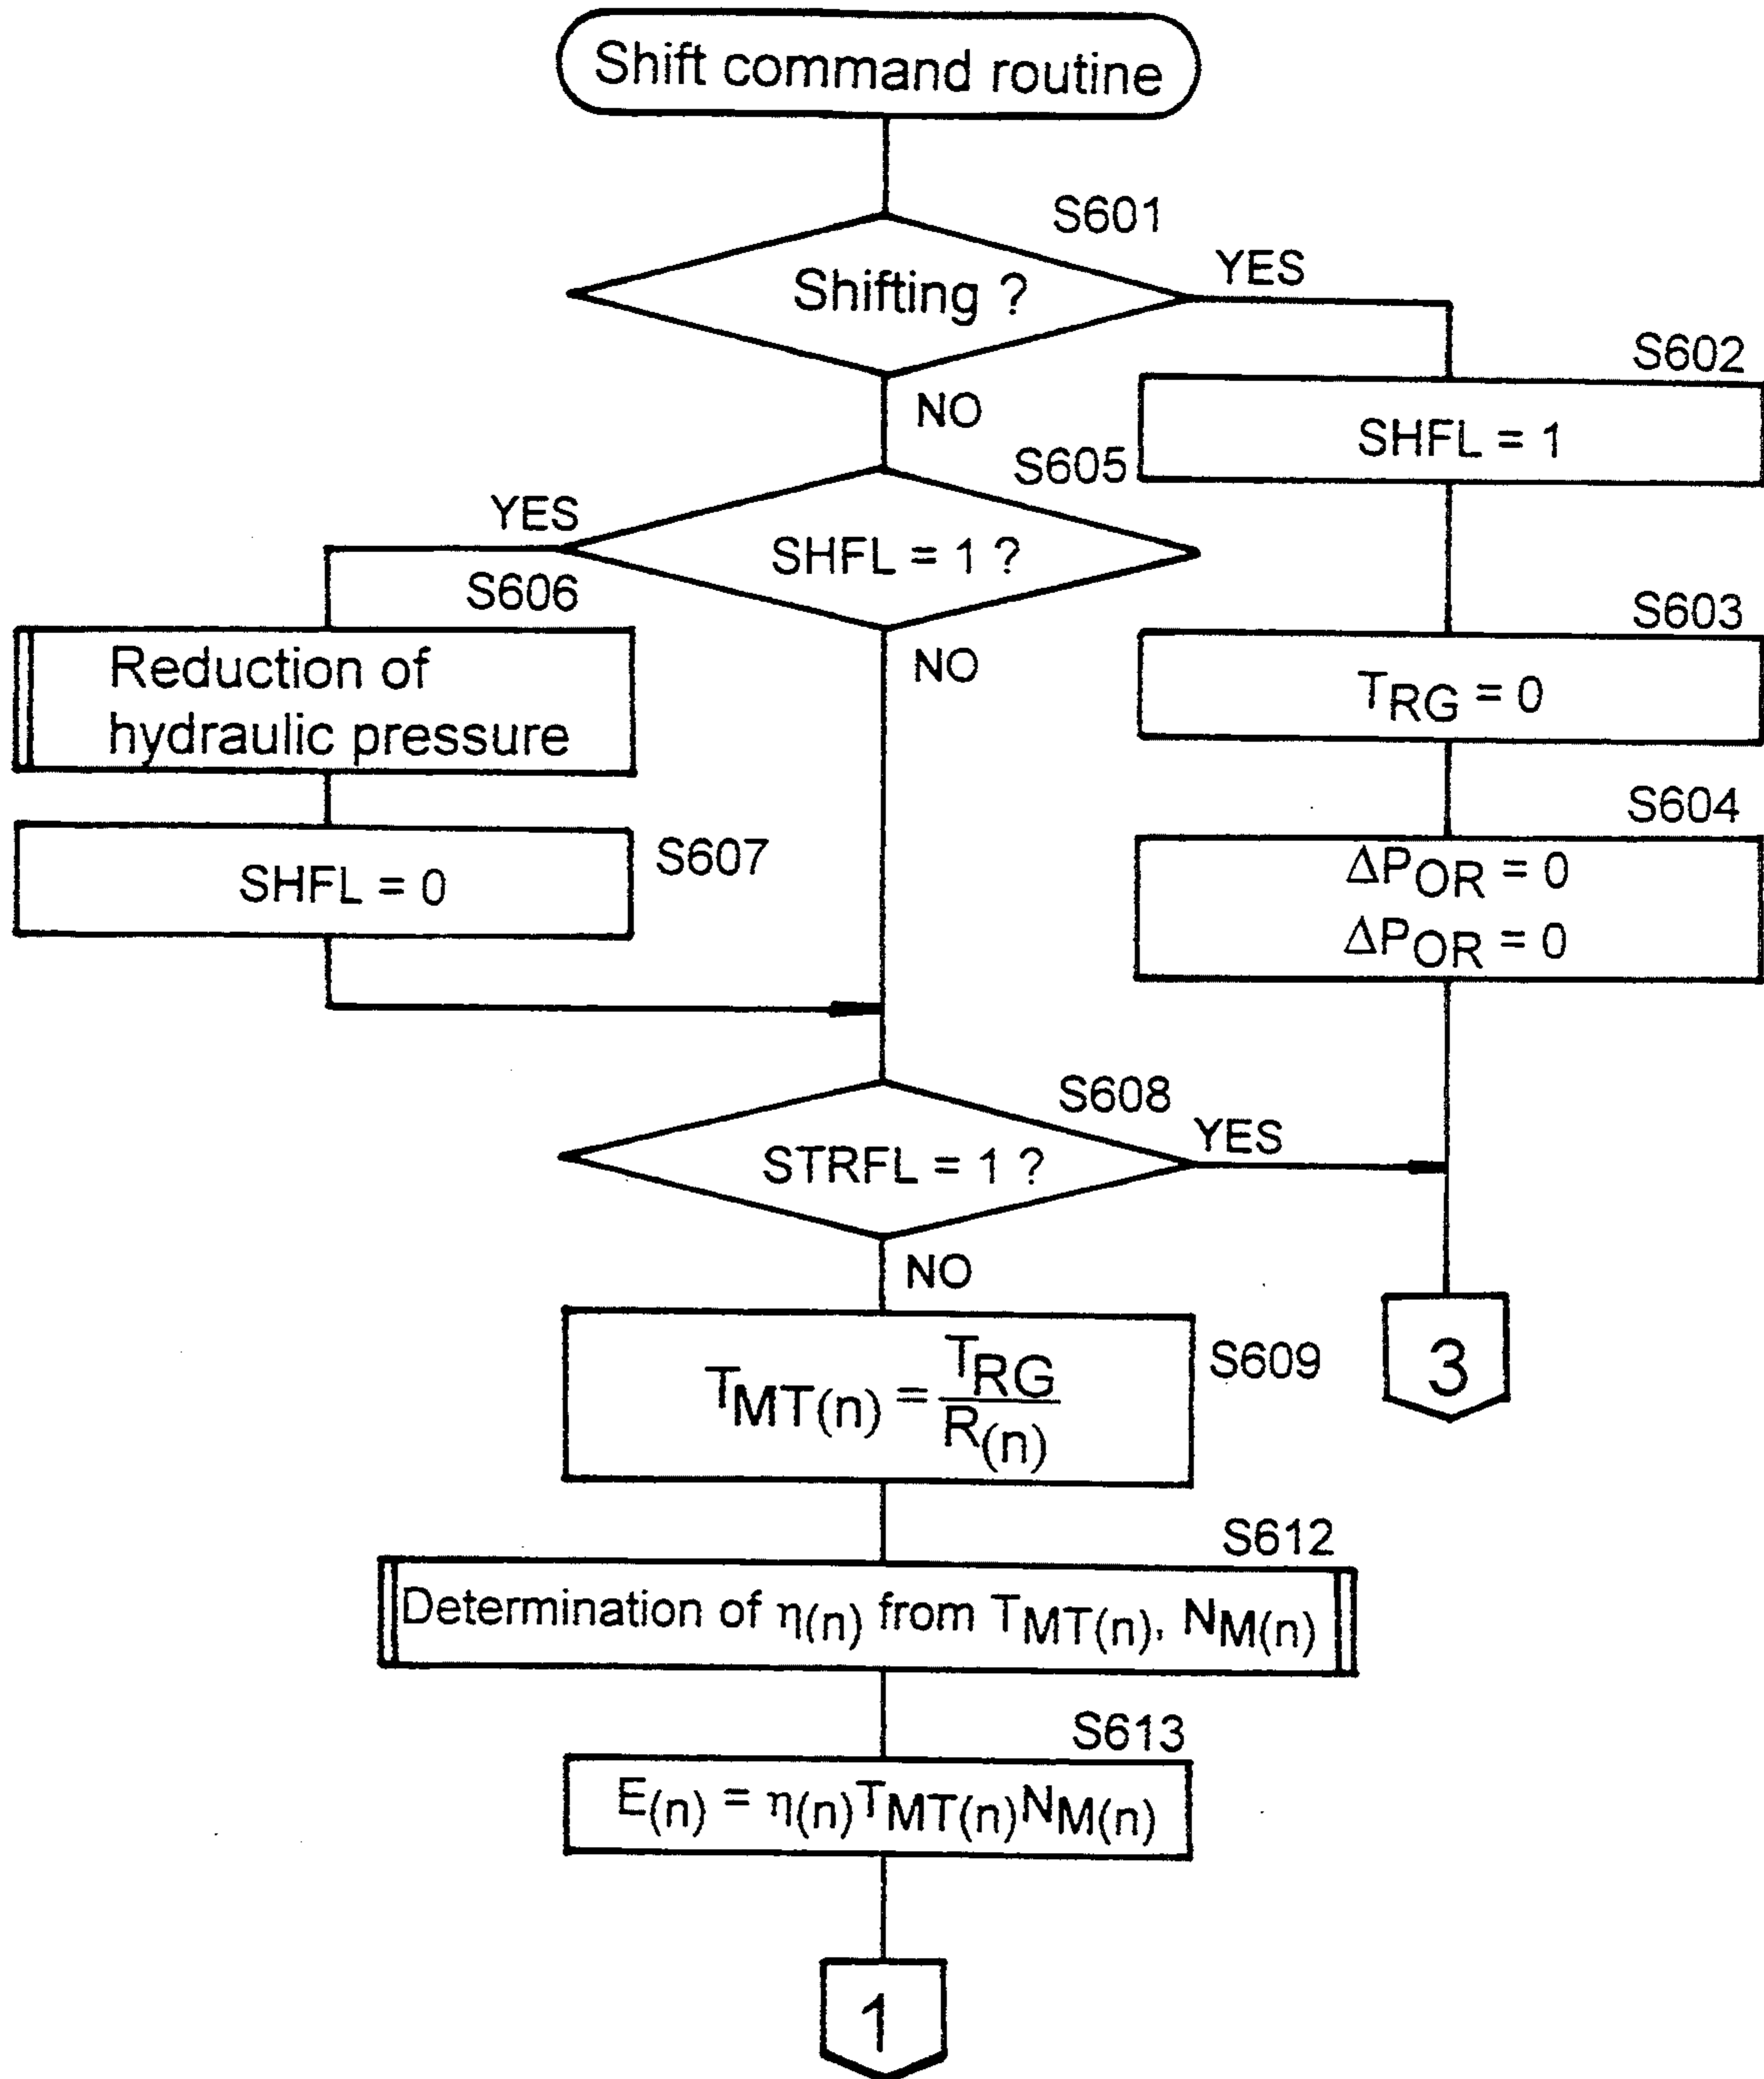 Shift command routine
S601
Shifting ?
YES
NO
S602
SHFL = 1
S605
SHFL = 1 ?
YES
NO
S606
Reduction of
hydraulic pressure
S603
TRG = 0
S607
SHFL = 0
S604
ΔPOR = 0
ΔPOR = 0
S608
STRFL = 1 ?
YES
NO
3
S609
TMT(n) = TRG / R(n)
S612
Determination of η(n) from TMT(n), NM(n)
S613
E(n) = η(n)TMT(n)NM(n)
1